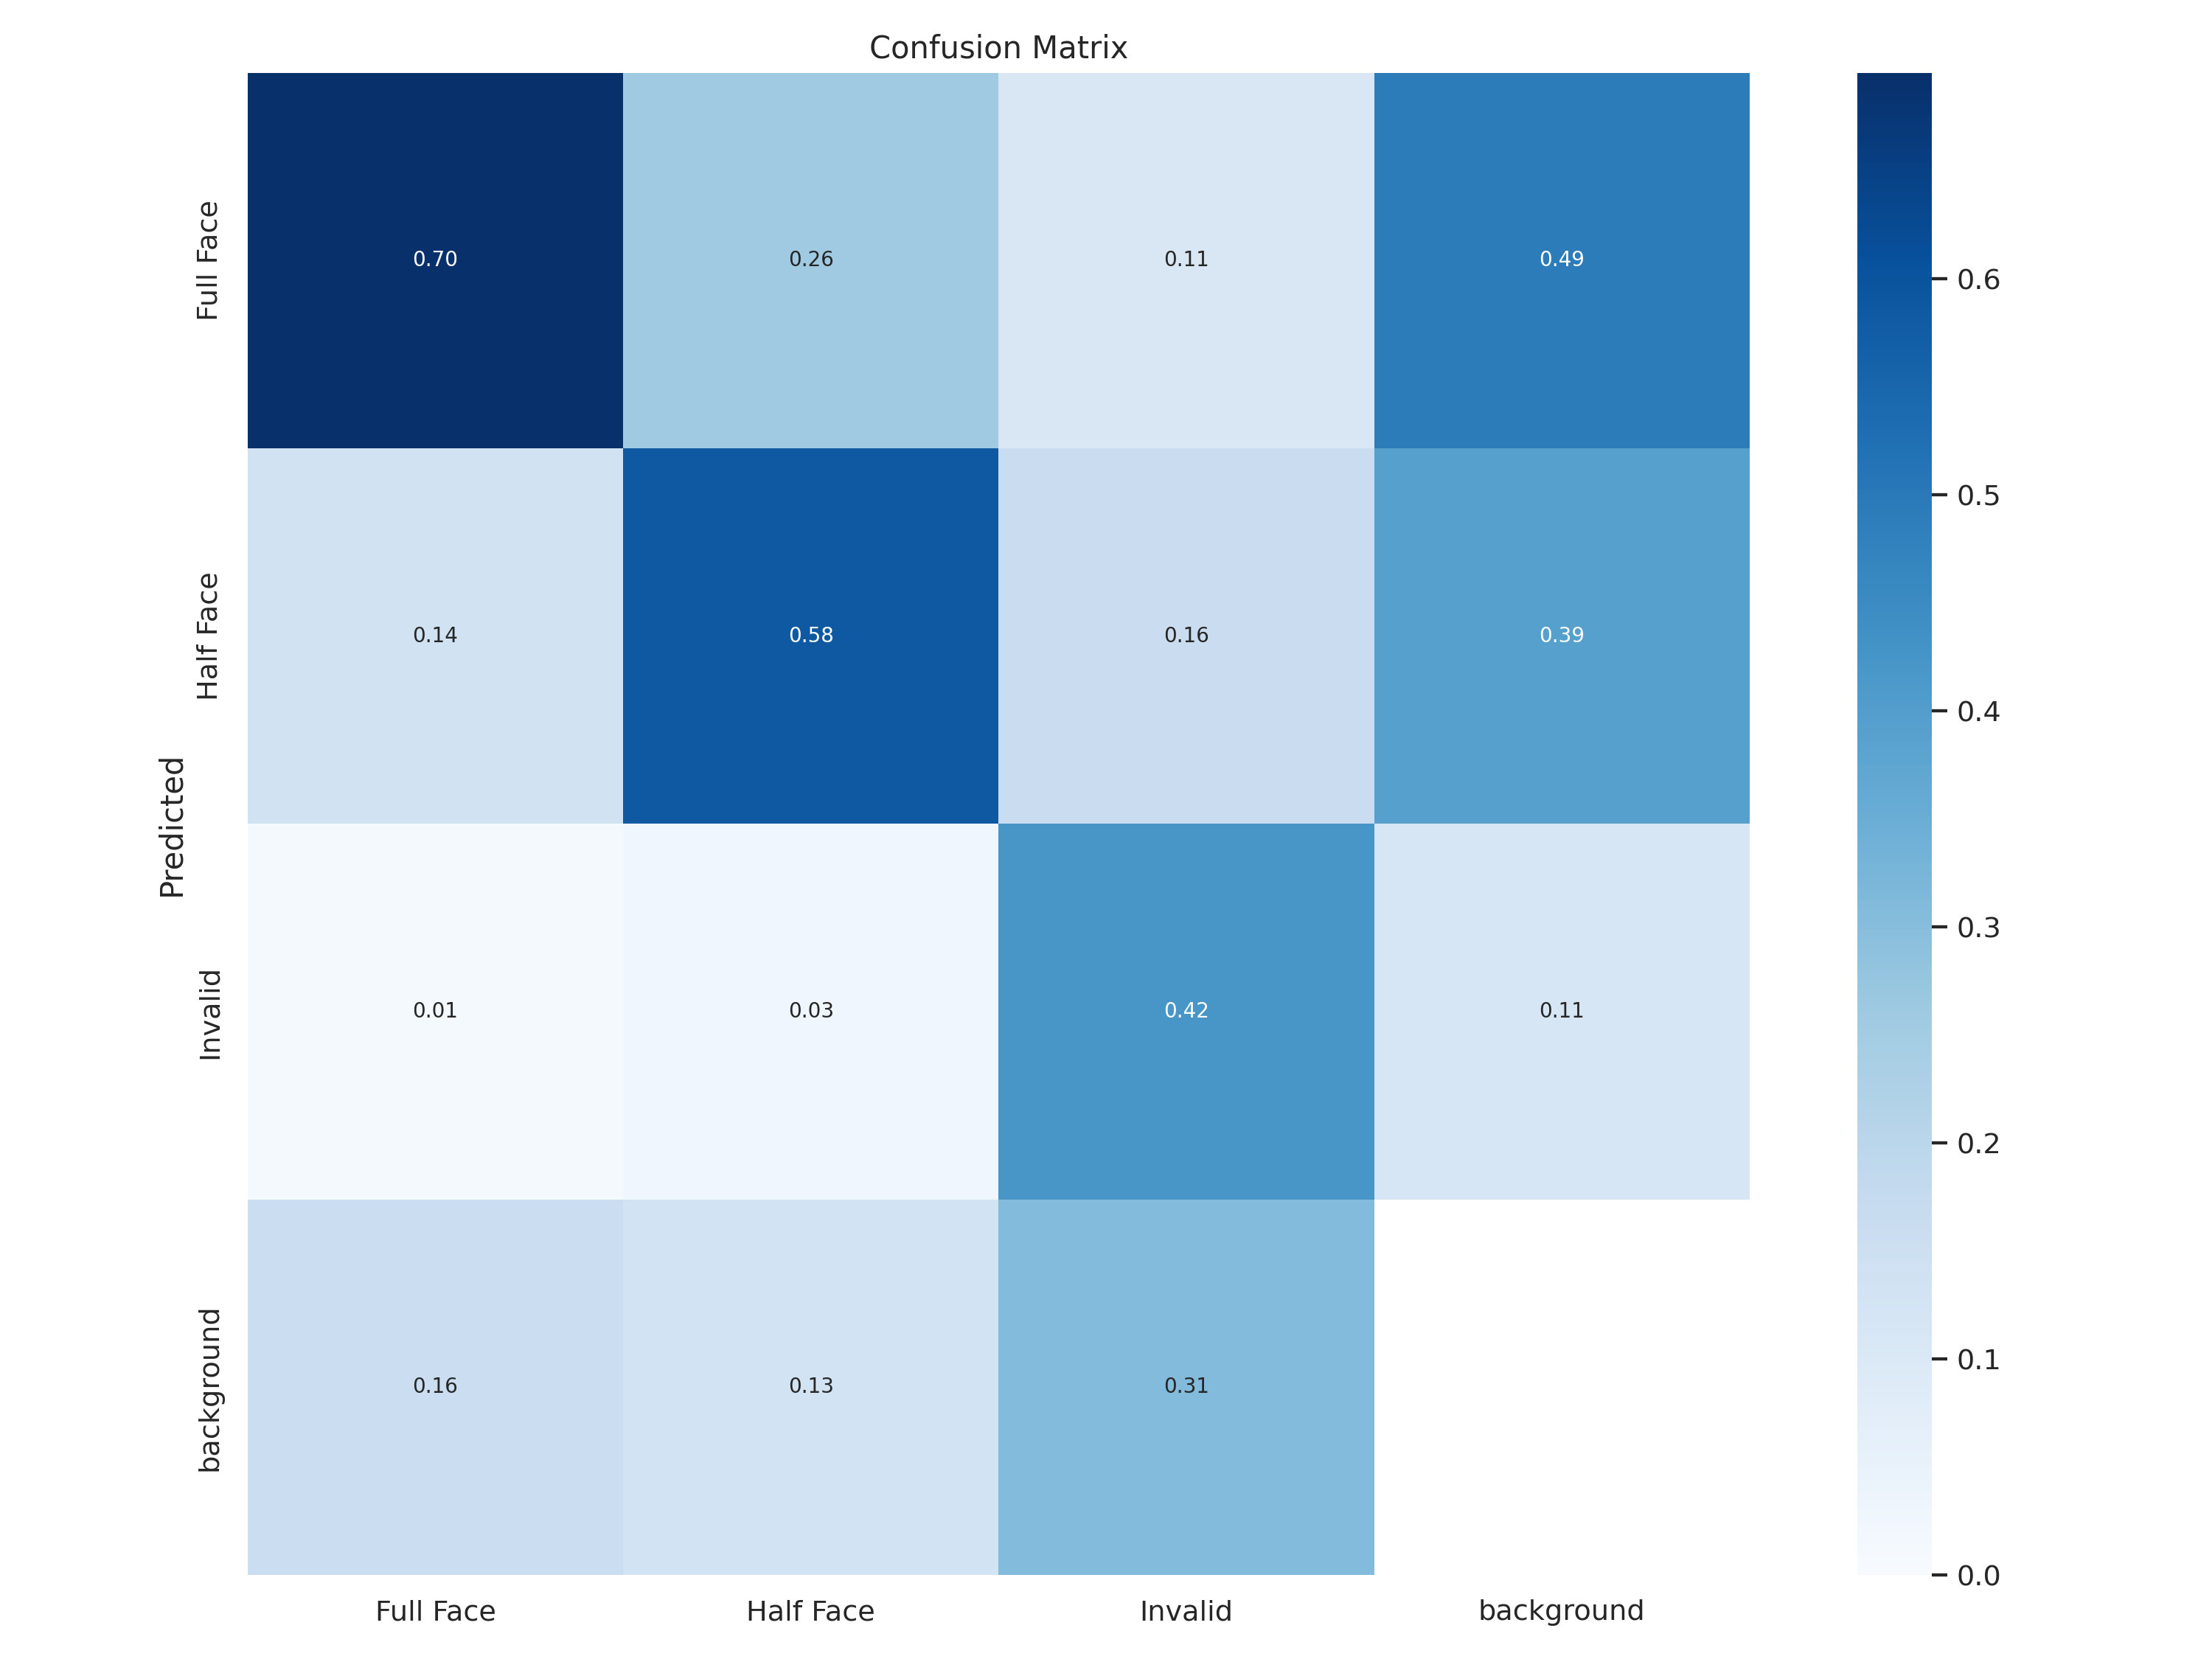 Confusion Matrix
Full Face
0.70
0.26
0.11
0.49
Half Face
0.14
0.58
0.16
0.39
Predicted
Invalid
0.01
0.03
0.42
0.11
background
0.16
0.13
0.31
Full Face
Half Face
Invalid
background
0.6
0.5
0.4
0.3
0.2
0.1
0.0